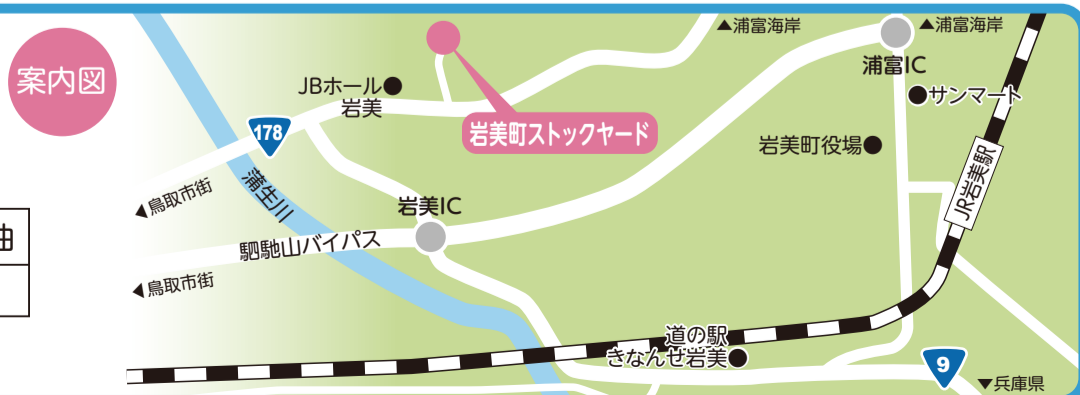 案内図
▲浦富海岸
▲浦富海岸
浦富IC
JBホール●
岩美
●サンマート
178
岩美町ストックヤード
岩美町役場●
JR岩美駅
◀鳥取市街
蒲生川
岩美IC
駟馳山バイパス
◀鳥取市街
道の駅
きなんせ岩美●
9
▼兵庫県